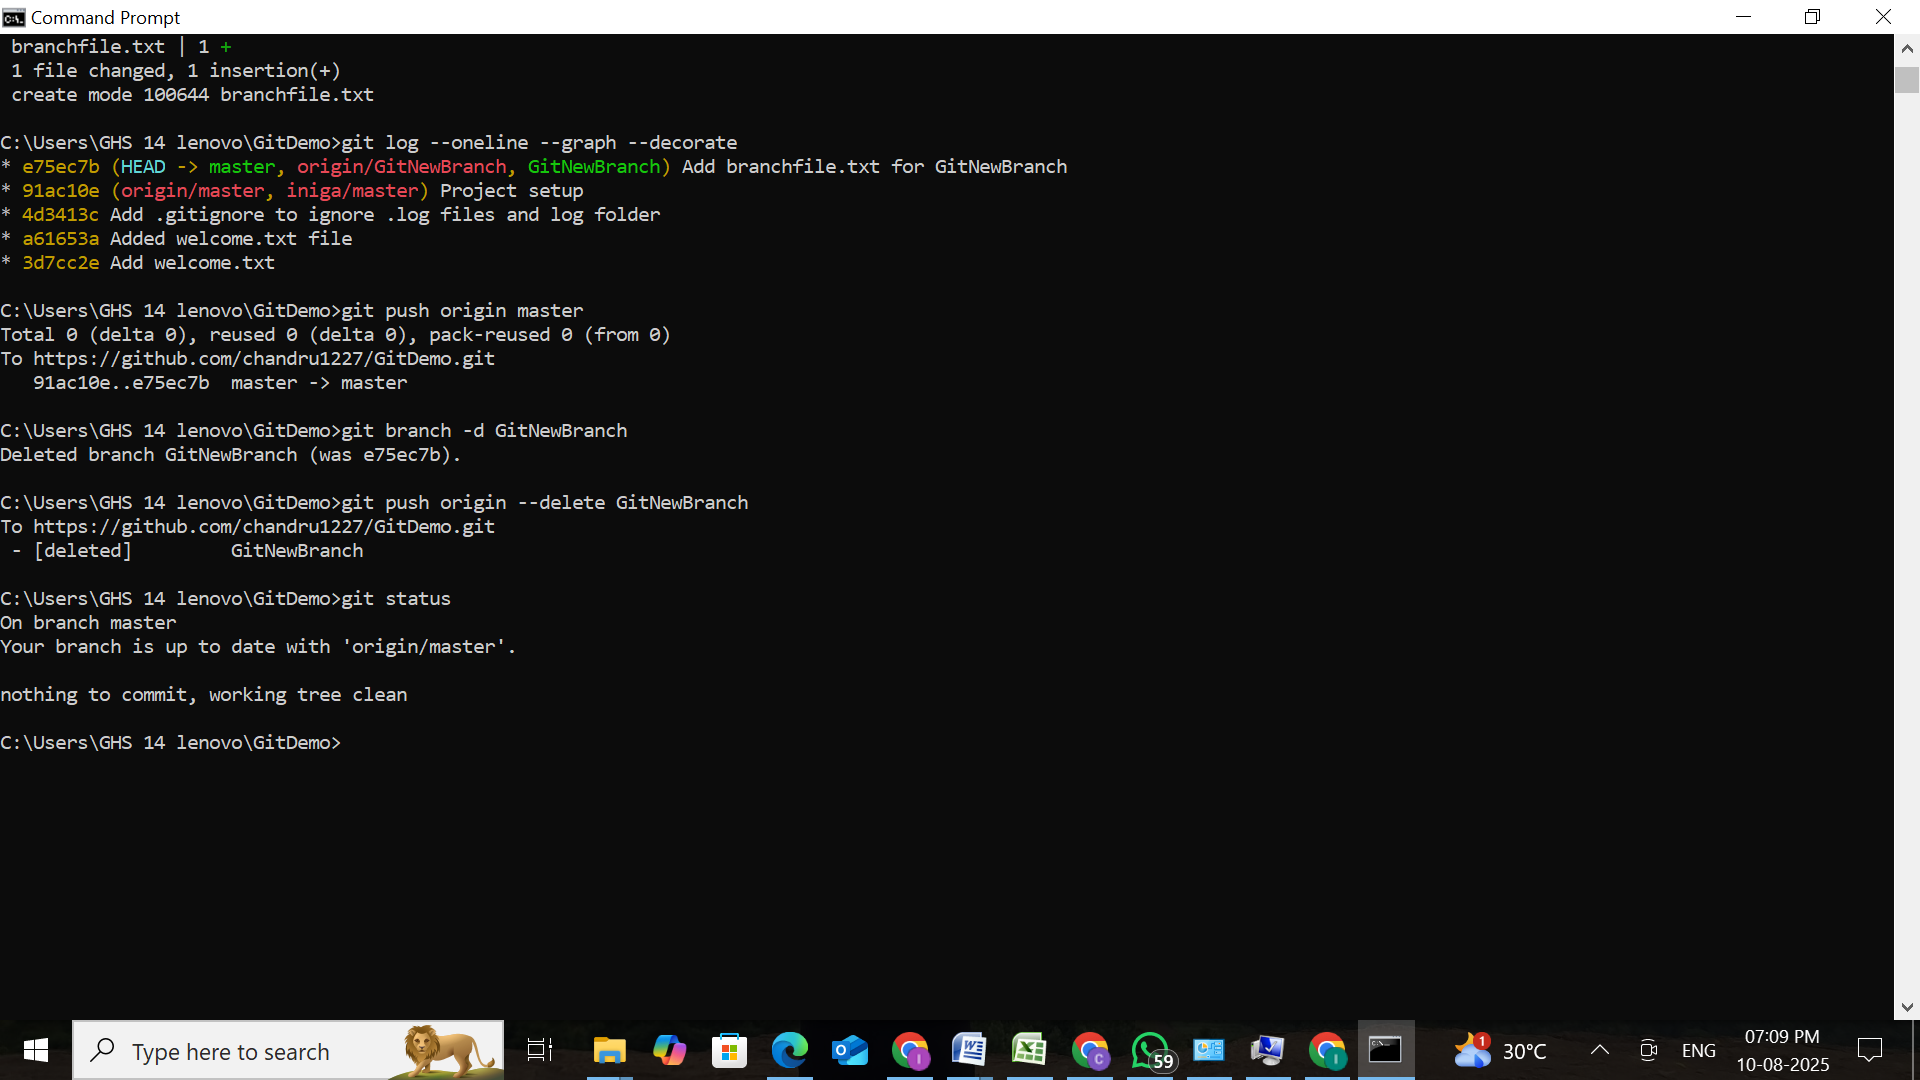 Command Prompt
branchfile.txt | 1 +
1 file changed, 1 insertion(+)
create mode 100644 branchfile.txt
C:\Users\GHS 14 lenovo\GitDemo>git log --oneline --graph --decorate
* e75ec7b (HEAD -> master, origin/GitNewBranch, GitNewBranch) Add branchfile.txt for GitNewBranch
* 91ac10e (origin/master, iniga/master) Project setup
* 4d3413c Add .gitignore to ignore .log files and log folder
* a61653a Added welcome.txt file
* 3d7cc2e Add welcome.txt
C:\Users\GHS 14 lenovo\GitDemo>git push origin master
Total 0 (delta 0), reused 0 (delta 0), pack-reused 0 (from 0)
To https://github.com/chandru1227/GitDemo.git
91ac10e..e75ec7b  master -> master
C:\Users\GHS 14 lenovo\GitDemo>git branch -d GitNewBranch
Deleted branch GitNewBranch (was e75ec7b).
C:\Users\GHS 14 lenovo\GitDemo>git push origin --delete GitNewBranch
To https://github.com/chandru1227/GitDemo.git
- [deleted]         GitNewBranch
C:\Users\GHS 14 lenovo\GitDemo>git status
On branch master
Your branch is up to date with 'origin/master'.
nothing to commit, working tree clean
C:\Users\GHS 14 lenovo\GitDemo>
Type here to search
I
C
59
I
1
30°C
ENG
07:09 PM
10-08-2025